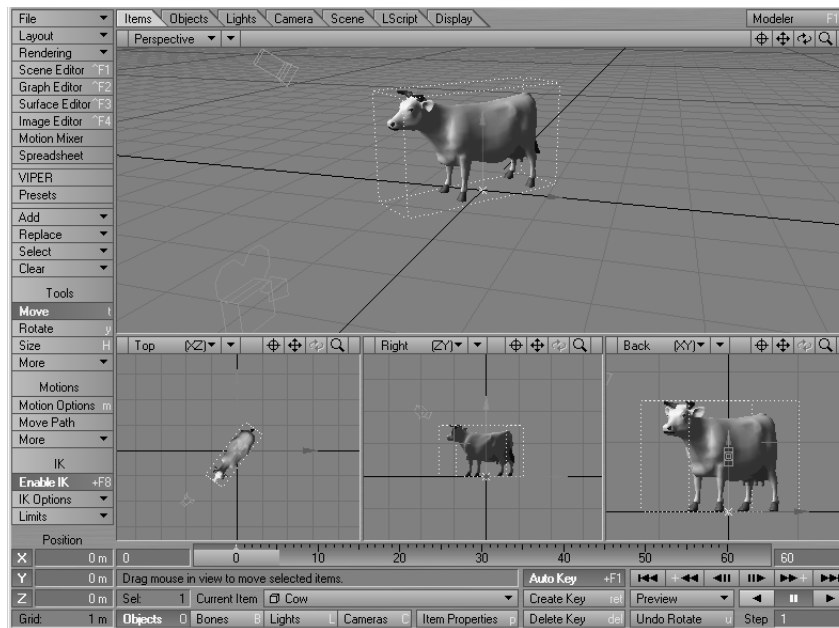 File Items Objects Lights Camera Scene LScript Display Modeler F1
Layout Perspective
Rendering
Scene Editor ^F1
Graph Editor ^F2
Surface Editor ^F3
Image Editor ^F4
Motion Mixer
Spreadsheet
VIPER
Presets
Add
Replace
Select
Clear
Tools
Move t
Rotate y
Size H
More
Motions
Motion Options m
Move Path
More
IK
Enable IK +F8
IK Options
Limits
Top (XZ) Right (ZY) Back (XY)
Position
X 0 m 0 0 10 20 30 40 50 60 60
Y 0 m Drag mouse in view to move selected items. Auto Key +F1
Z 0 m Sel: 1 Current Item Cow Create Key ret Preview
Grid: 1 m Objects O Bones B Lights L Cameras C Item Properties p Delete Key del Undo Rotate u Step 1